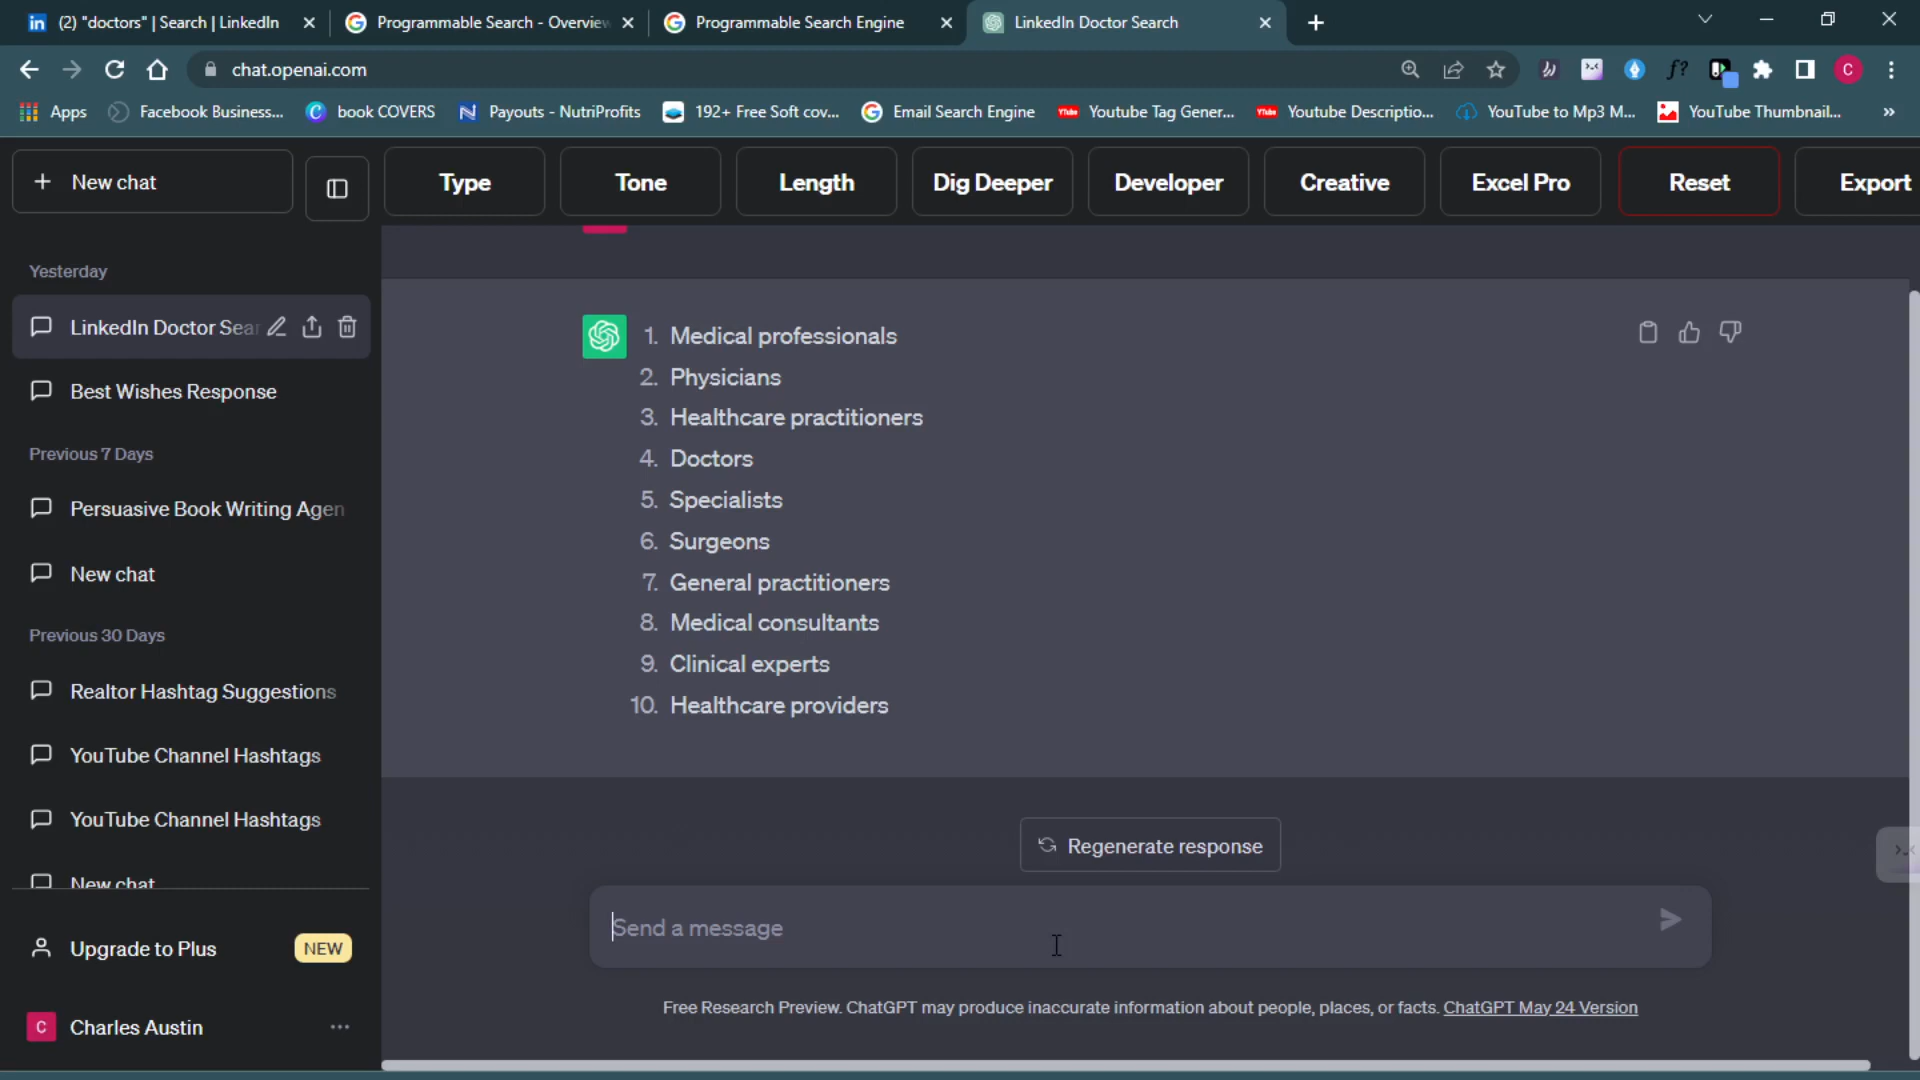 (2) "doctors" | Search | LinkedIn
Programmable Search - Overview
Programmable Search Engine
LinkedIn Doctor Search
chat.openai.com
Apps
Facebook Business...
book COVERS
Payouts - NutriProfits
192+ Free Soft cov...
Email Search Engine
Youtube Tag Gener...
Youtube Descriptio...
YouTube to Mp3 M...
YouTube Thumbnail...
New chat
Type
Tone
Length
Dig Deeper
Developer
Creative
Excel Pro
Reset
Export
Yesterday
LinkedIn Doctor Sear
Best Wishes Response
Previous 7 Days
Persuasive Book Writing Agen
New chat
Previous 30 Days
Realtor Hashtag Suggestions
YouTube Channel Hashtags
YouTube Channel Hashtags
New chat
Upgrade to Plus
NEW
C
Charles Austin
1. Medical professionals
2. Physicians
3. Healthcare practitioners
4. Doctors
5. Specialists
6. Surgeons
7. General practitioners
8. Medical consultants
9. Clinical experts
10. Healthcare providers
Regenerate response
Send a message
Free Research Preview. ChatGPT may produce inaccurate information about people, places, or facts. ChatGPT May 24 Version